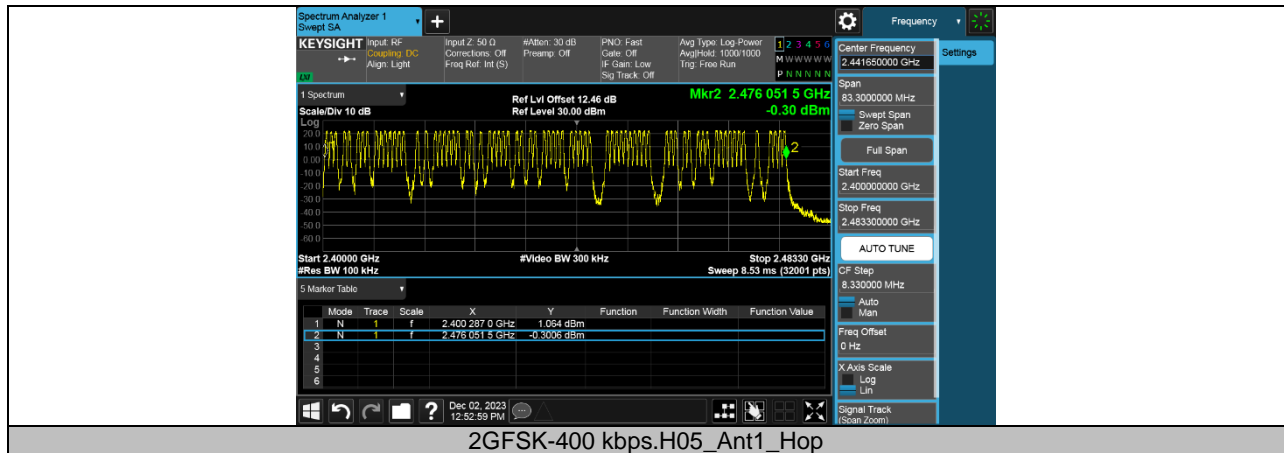 Spectrum Analyzer 1
Swept SA
+
Frequency
KEYSIGHT
Input: RF
Coupling: DC
Align: Light
Input Z: 50 Ω
Corrections: Off
Freq Ref: Int (S)
#Atten: 30 dB
Preamp: Off
PNO: Fast
Gate: Off
IF Gain: Low
Sig Track: Off
Avg Type: Log-Power
Avg|Hold: 1000/1000
Trig: Free Run
1 2 3 4 5 6
M W W W W W
P N N N N N
LXI
Center Frequency
2.441650000 GHz
Settings
Span
83.3000000 MHz
Swept Span
Zero Span
Full Span
Start Freq
2.400000000 GHz
Stop Freq
2.483300000 GHz
AUTO TUNE
CF Step
8.330000 MHz
Auto
Man
Freq Offset
0 Hz
X Axis Scale
Log
Lin
Signal Track
(Span Zoom)
1 Spectrum
Scale/Div 10 dB
Ref Lvl Offset 12.46 dB
Ref Level 30.00 dBm
Mkr2 2.476 051 5 GHz
-0.30 dBm
Log
20.0
10.0
0.00
-10.0
-20.0
-30.0
-40.0
-50.0
-60.0
2
Start 2.40000 GHz
#Res BW 100 kHz
#Video BW 300 kHz
Stop 2.48330 GHz
Sweep 8.53 ms (32001 pts)
5 Marker Table
Mode Trace Scale X Y Function Function Width Function Value
1 N 1 f 2.400 287 0 GHz 1.064 dBm
2 N 1 f 2.476 051 5 GHz -0.3006 dBm
3
4
5
6
?
Dec 02, 2023
12:52:59 PM
2GFSK-400 kbps.H05_Ant1_Hop